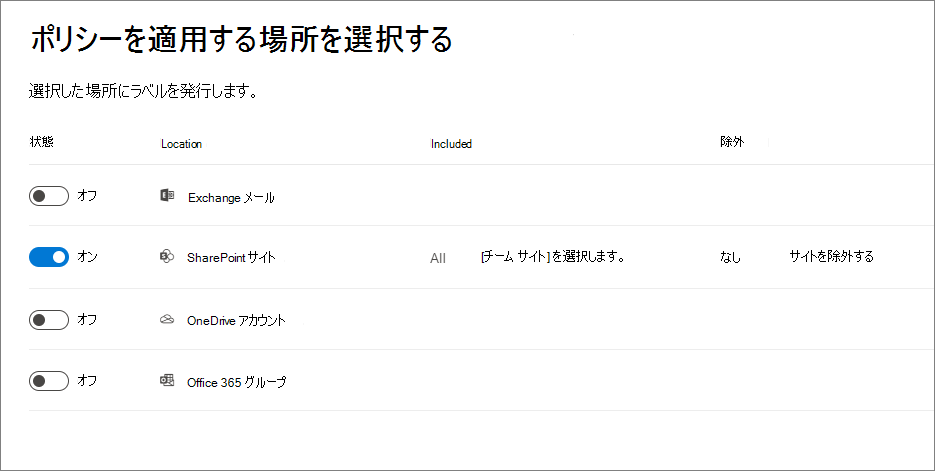 ポリシーを適用する場所を選択する
選択した場所にラベルを発行します。
状態 Location Included 除外
オフ Exchange メール
オン SharePoint サイト All [チーム サイト] を選択します。 なし サイトを除外する
オフ OneDrive アカウント
オフ Office 365 グループ